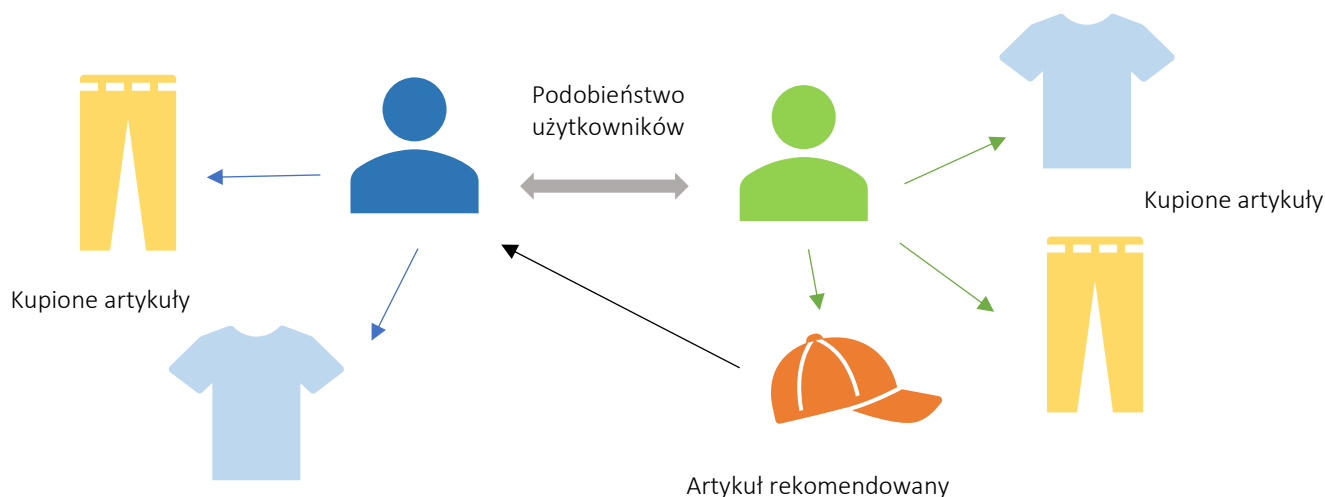 Podobieństwo
użytkowników
Kupione artykuły
Kupione artykuły
Artykuł rekomendowany